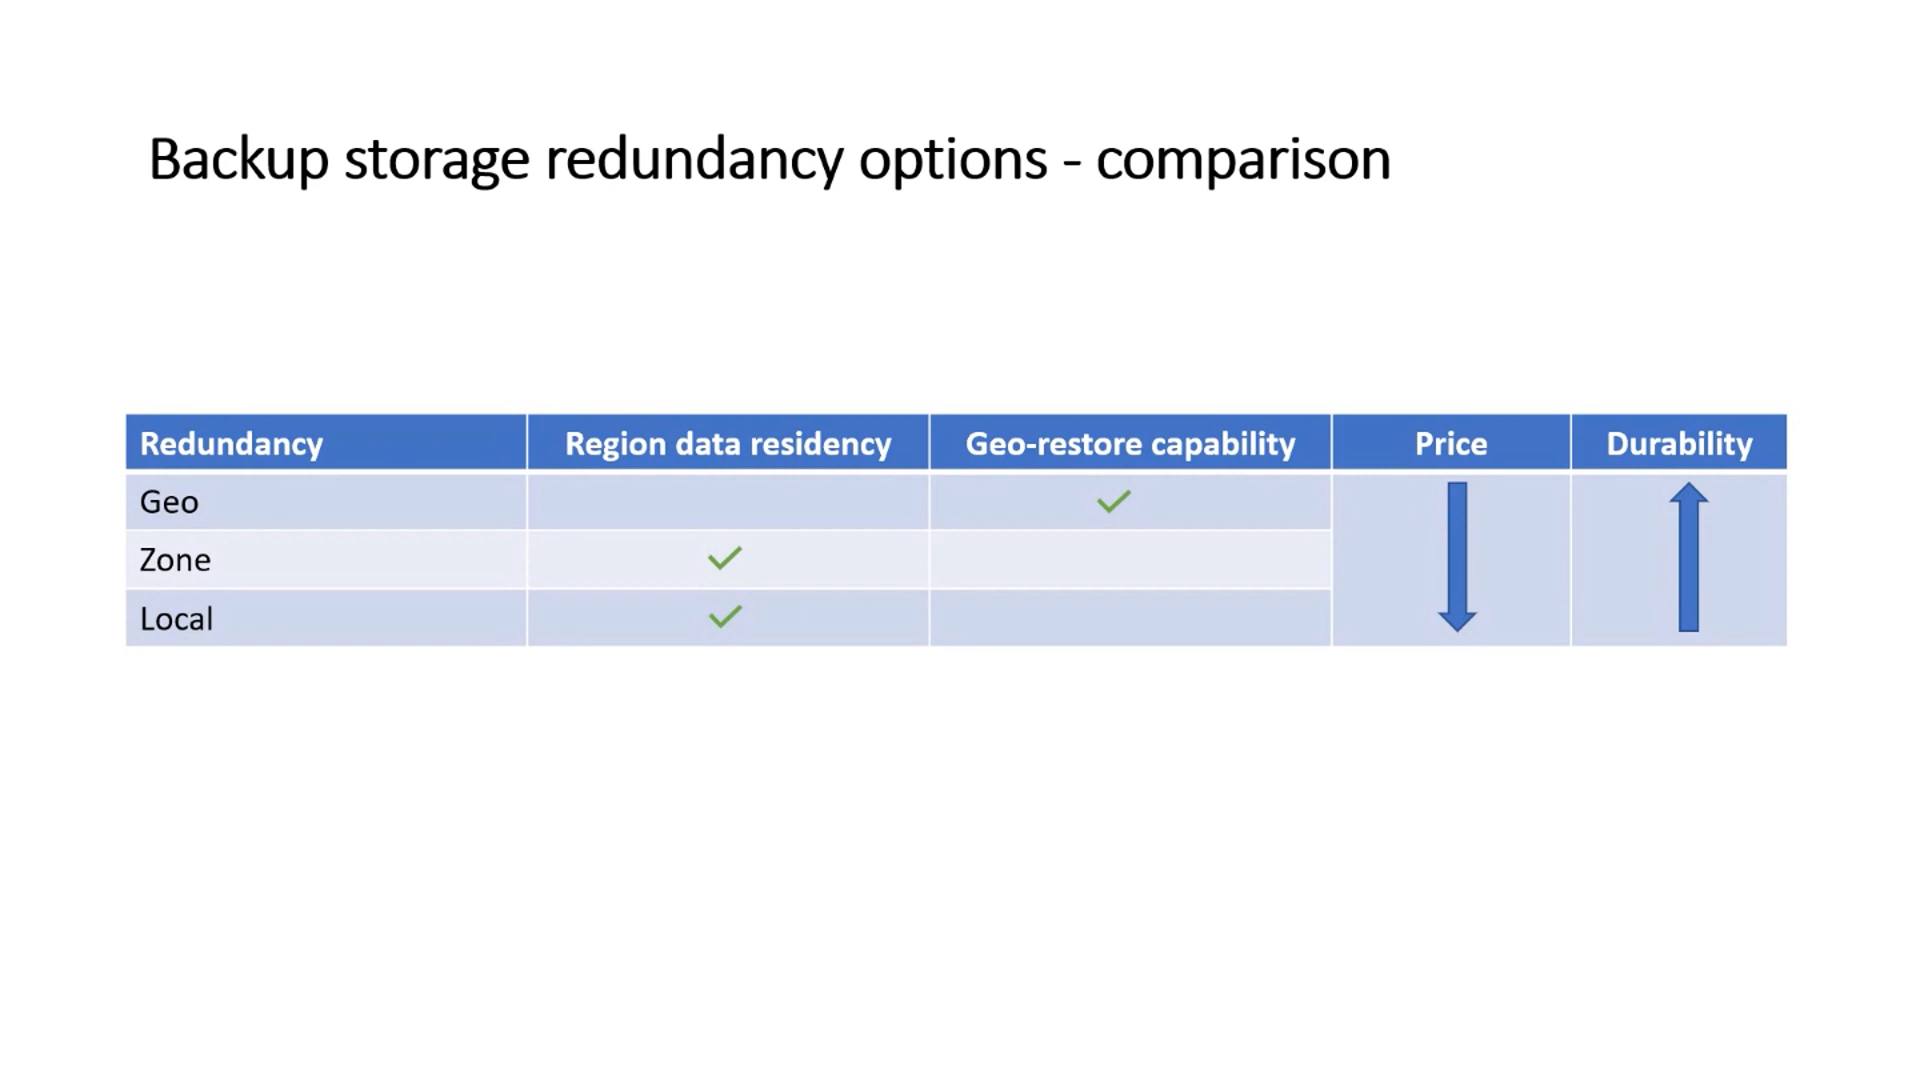 Backup storage redundancy options - comparison
Redundancy Region data residency Geo-restore capability Price Durability
Geo
Zone
Local